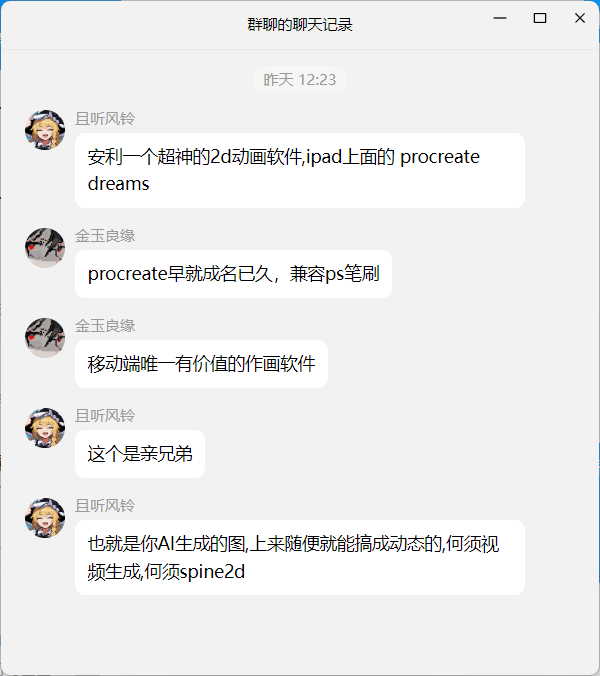 群聊的聊天记录
昨天 12:23
且听风铃
安利一个超神的2d动画软件,ipad上面的 procreate
dreams
金玉良缘
procreate早就成名已久，兼容ps笔刷
金玉良缘
移动端唯一有价值的作画软件
且听风铃
这个是亲兄弟
且听风铃
也就是你AI生成的图,上来随便就能搞成动态的,何须视
频生成,何须spine2d